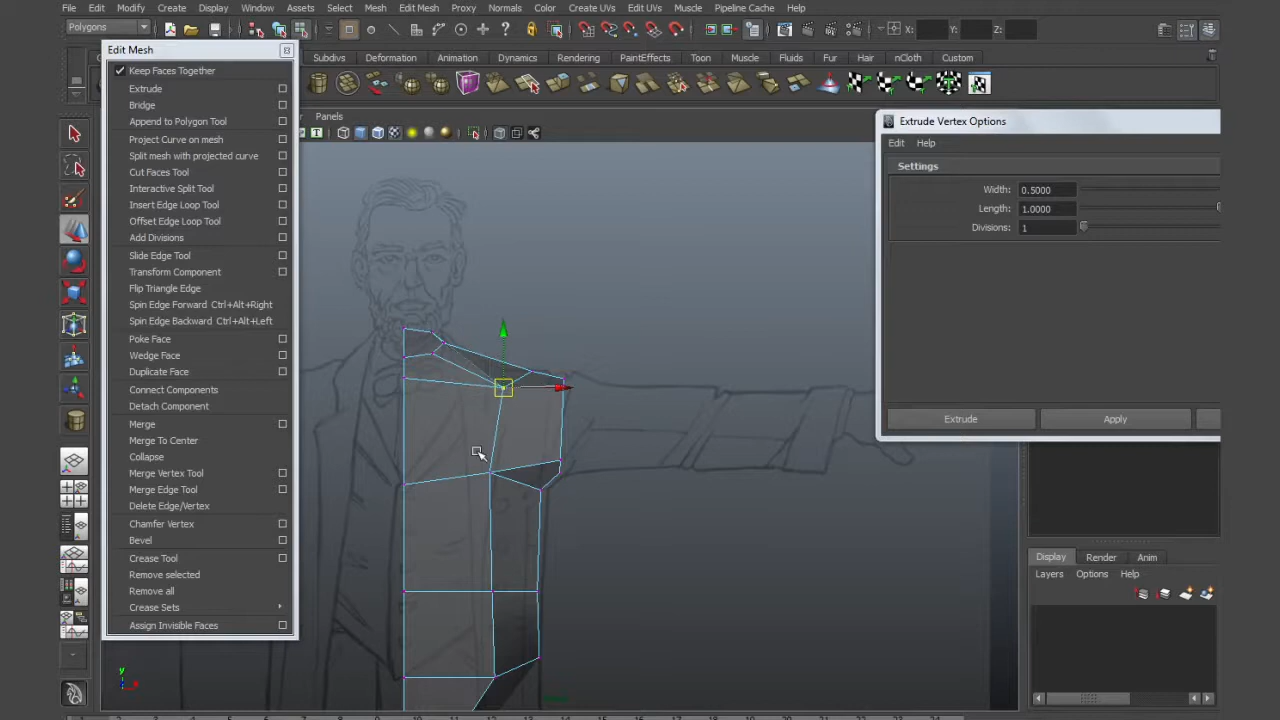 File Edit Modify Create Display Window Assets Select Mesh Edit Mesh Proxy Normals Color Create UVs Edit UVs Muscle Pipeline Cache Help
Polygons
X: Y: Z:
Edit Mesh
Subdivs Deformation Animation Dynamics Rendering PaintEffects Toon Muscle Fluids Fur Hair nCloth Custom
Keep Faces Together
Extrude
Bridge
Append to Polygon Tool
Project Curve on mesh
Split mesh with projected curve
Cut Faces Tool
Interactive Split Tool
Insert Edge Loop Tool
Offset Edge Loop Tool
Add Divisions
Slide Edge Tool
Transform Component
Flip Triangle Edge
Spin Edge Forward Ctrl+Alt+Right
Spin Edge Backward Ctrl+Alt+Left
Poke Face
Wedge Face
Duplicate Face
Connect Components
Detach Component
Merge
Merge To Center
Collapse
Merge Vertex Tool
Merge Edge Tool
Delete Edge/Vertex
Chamfer Vertex
Bevel
Crease Tool
Remove selected
Remove all
Crease Sets
Assign Invisible Faces
Panels
Extrude Vertex Options
Edit Help
Settings
Width: 0.5000
Length: 1.0000
Divisions: 1
Extrude Apply
Display Render Anim
Layers Options Help
y